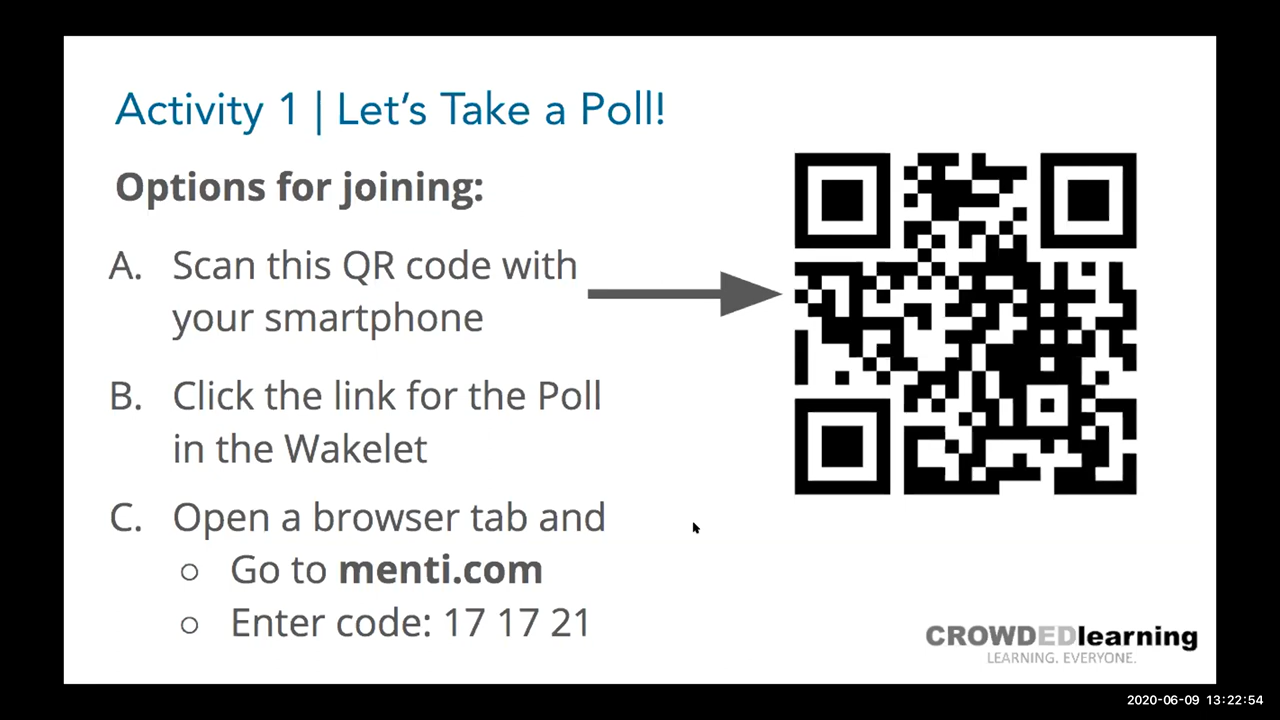 Activity 1 | Let's Take a Poll!
Options for joining:
A. Scan this QR code with
your smartphone
B. Click the link for the Poll
in the Wakelet
C. Open a browser tab and
○ Go to menti.com
○ Enter code: 17 17 21
CROWDEDlearning
LEARNING. EVERYONE.
2020-06-09 13:22:54